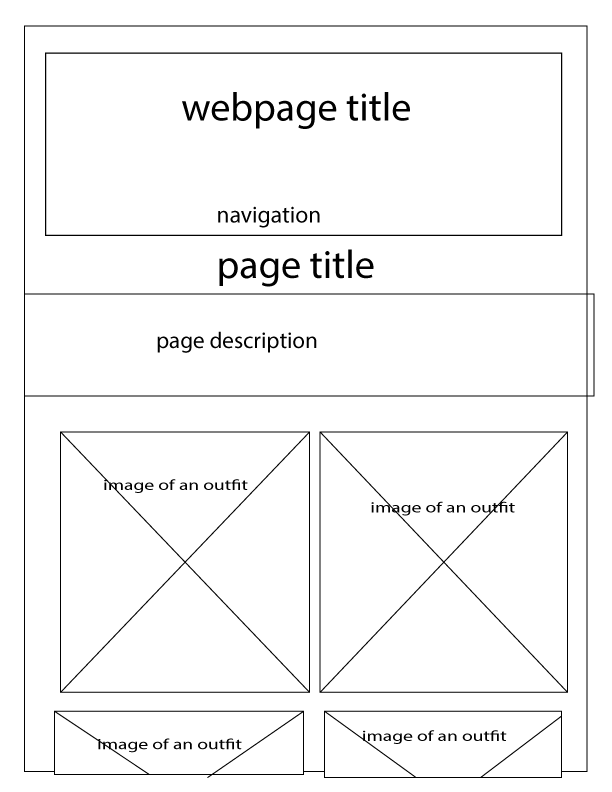 webpage title
navigation
page title
page description
image of an outfit
image of an outfit
image of an outfit
image of an outfit